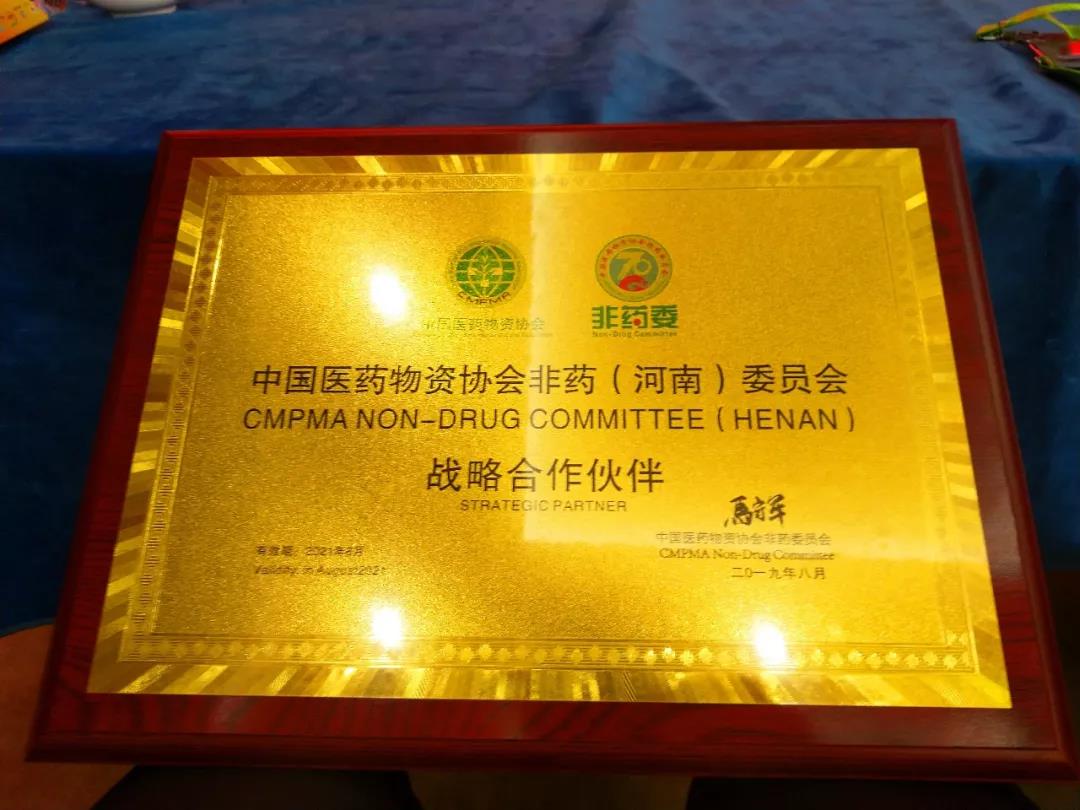 CMPMA
中国医药物资协会
非药委
Non-Drug Committee
中国医药物资协会非药（河南）委员会
CMPMA NON-DRUG COMMITTEE（HENAN）
战略合作伙伴
STRATEGIC PARTNER
中国医药物资协会非药委员会
CMPMA Non-Drug Committee
二〇一九年八月
有效期：2021年8月
Validity: in August2021